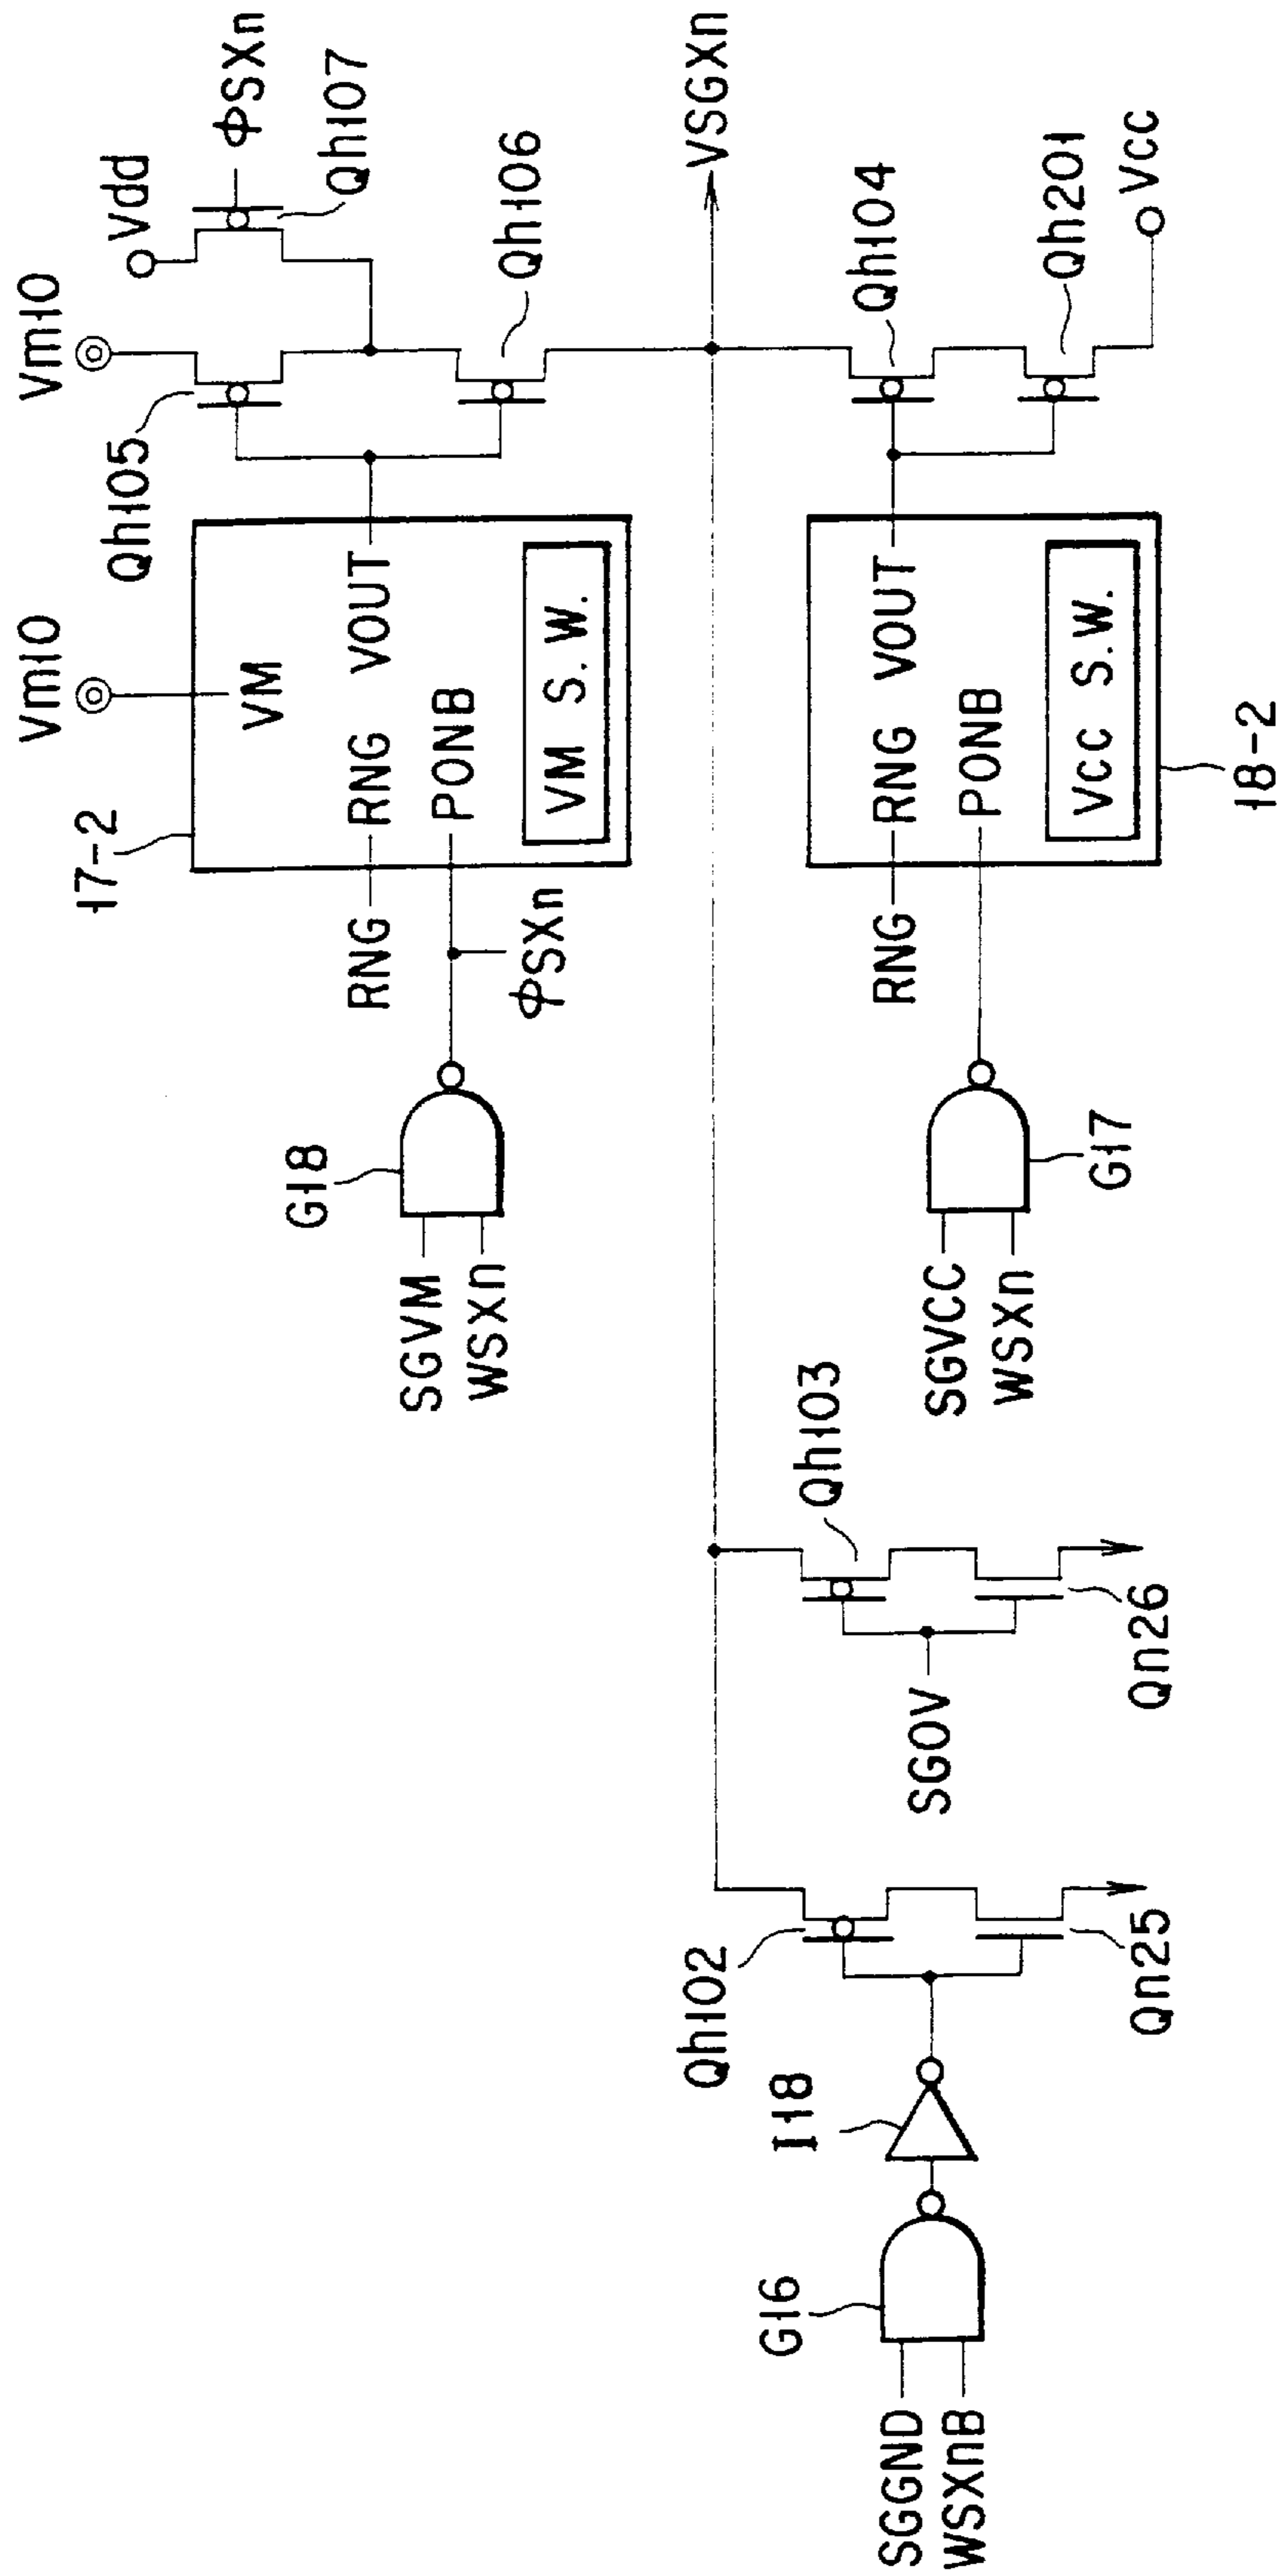 Vm10
Vm10
Vdd
φSXn
Qh107
Qh105
17-2
VM
RNG
RNG
VOUT
PONB
VM S.W.
φSXn
G18
SGVM
WSXn
Qh106
VSGXn
Qh104
Qh201
Vcc
RNG
RNG
VOUT
PONB
Vcc S.W.
18-2
G17
SGVCC
WSXn
Qh103
SG0V
Qn26
Qh102
Qn25
I18
G16
SGGND
WSXnB